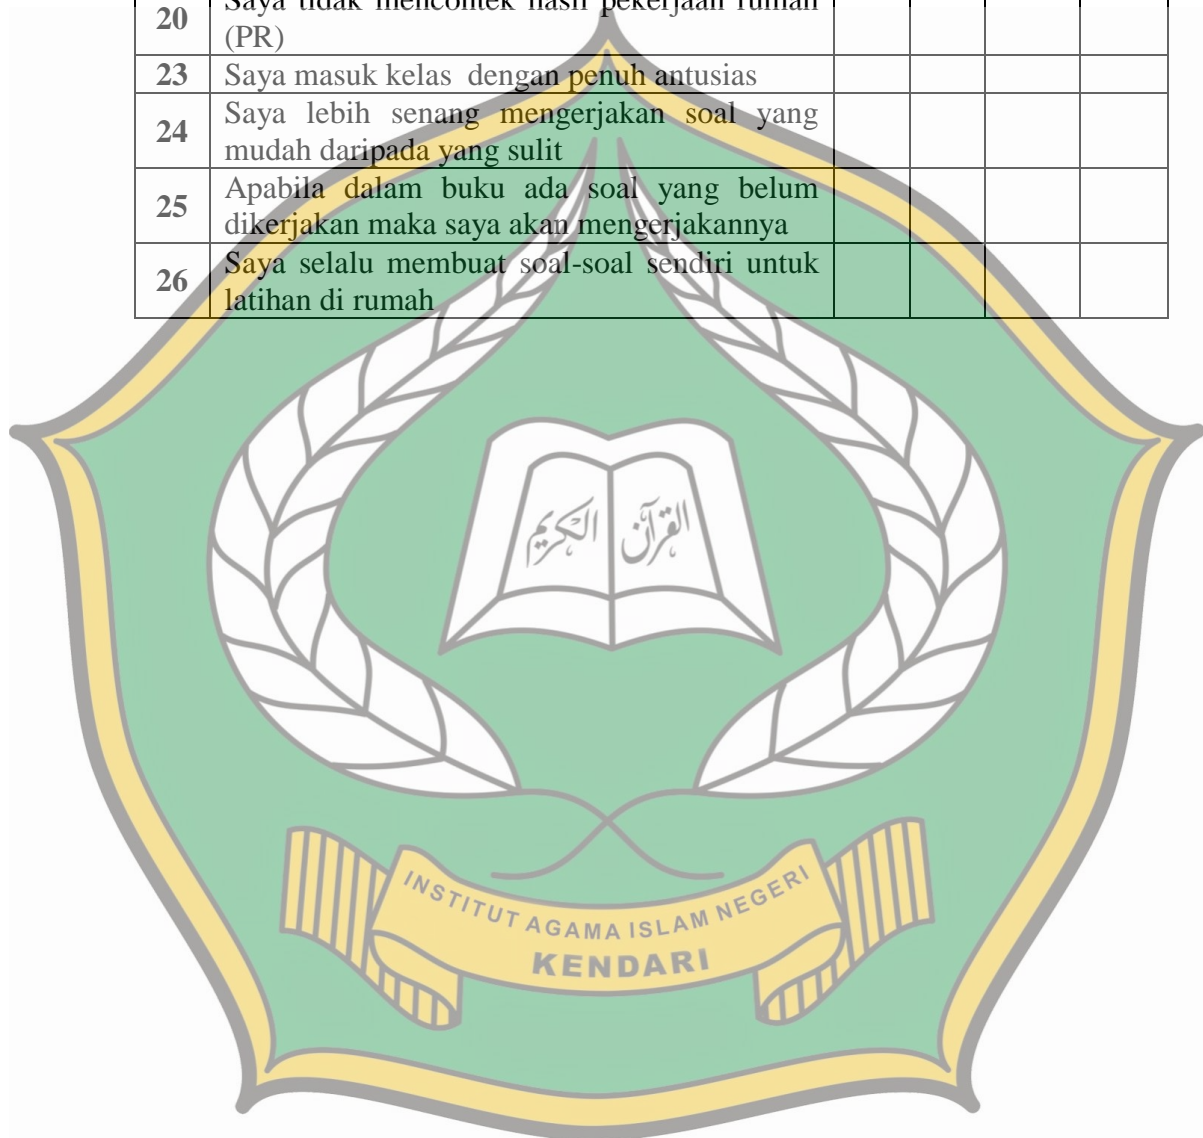 20 Saya tidak mencontek hasil pekerjaan rumah
(PR)
23 Saya masuk kelas dengan penuh antusias
24 Saya lebih senang mengerjakan soal yang
mudah daripada yang sulit
25 Apabila dalam buku ada soal yang belum
dikerjakan maka saya akan mengerjakannya
26 Saya selalu membuat soal-soal sendiri untuk
latihan di rumah
القرآن الكريم
INSTITUT AGAMA ISLAM NEGERI
KENDARI